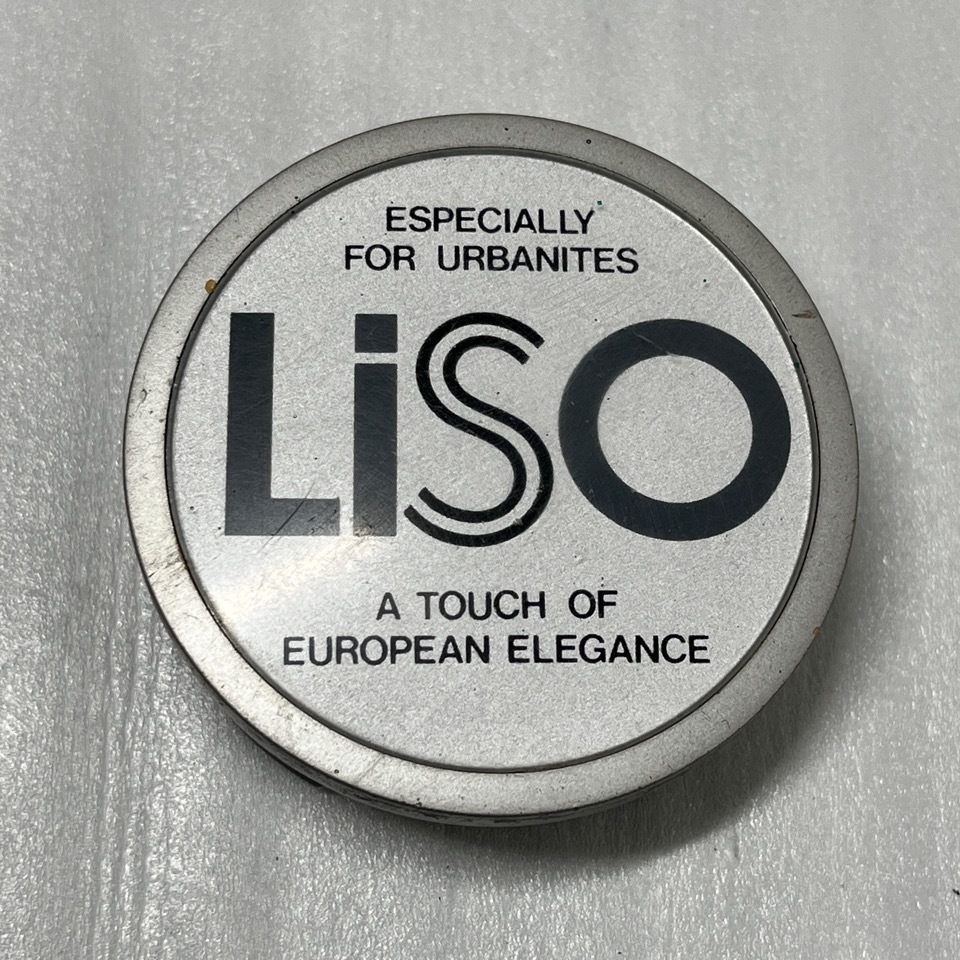 ESPECIALLY
FOR URBANITES
LiSO
A TOUCH OF
EUROPEAN ELEGANCE